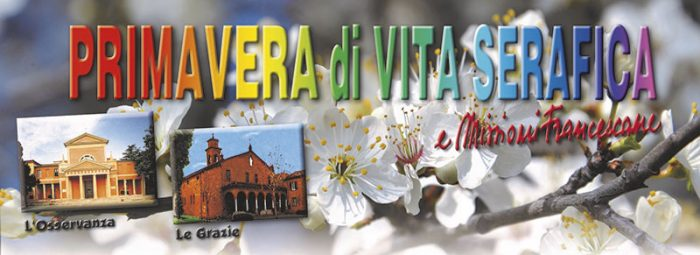 PRIMAVERA di VITA SERAFICA
e Missioni Francescane
L'Osservanza
Le Grazie